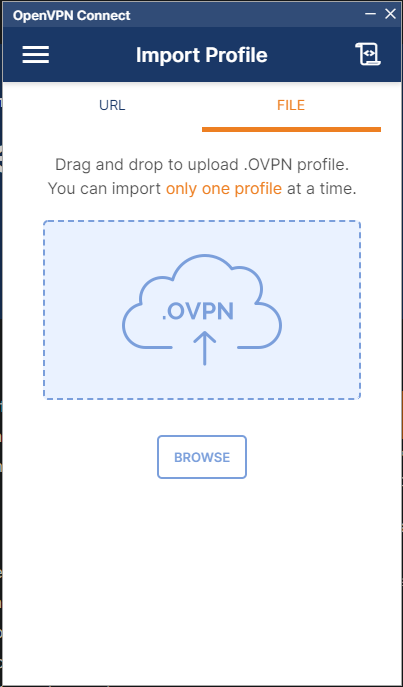 OpenVPN Connect
Import Profile
URL
FILE
Drag and drop to upload .OVPN profile.
You can import only one profile at a time.
.OVPN
BROWSE